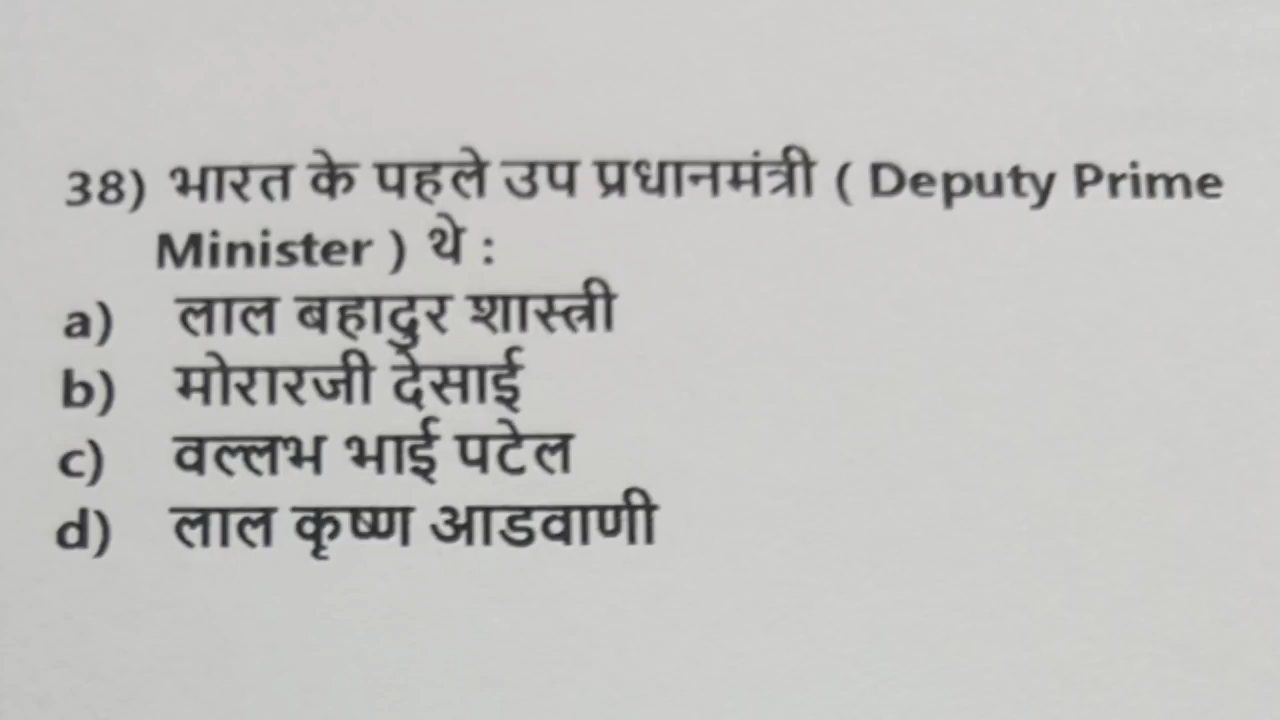 38) भारत के पहले उप प्रधानमंत्री ( Deputy Prime
Minister ) थे :
a) लाल बहादुर शास्त्री
b) मोरारजी देसाई
c) वल्लभ भाई पटेल
d) लाल कृष्ण आडवाणी